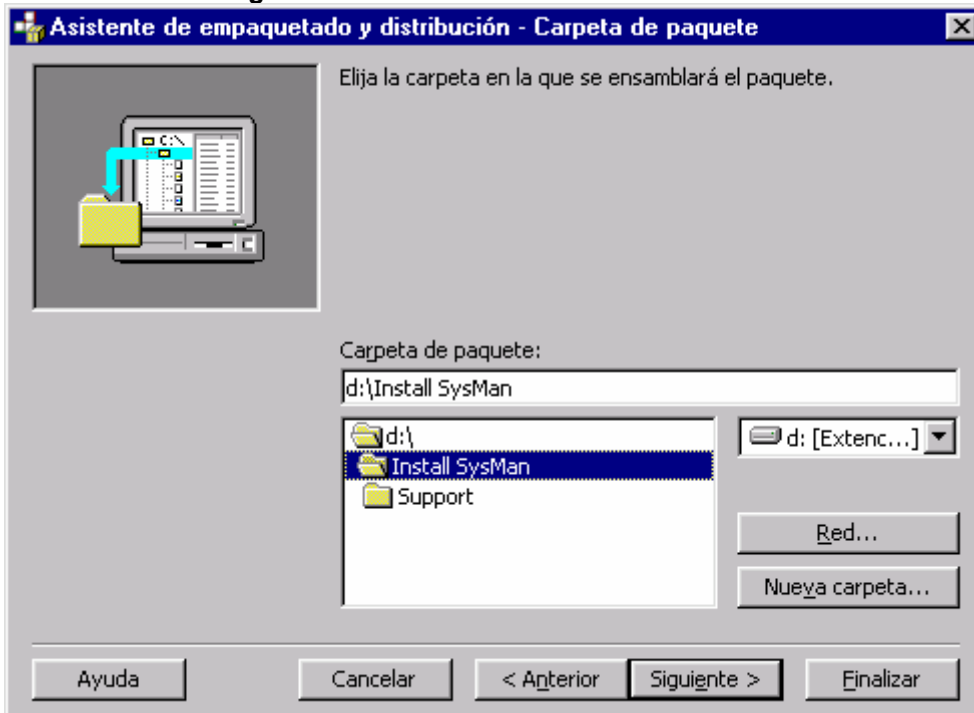 Asistente de empaquetado y distribución - Carpeta de paquete
Elija la carpeta en la que se ensamblará el paquete.
C:\
Carpeta de paquete:
d:\Install SysMan
d:\
d: [Extenc...]
Install SysMan
Support
Red...
Nueva carpeta...
Ayuda
Cancelar
< Anterior
Siguiente >
Finalizar